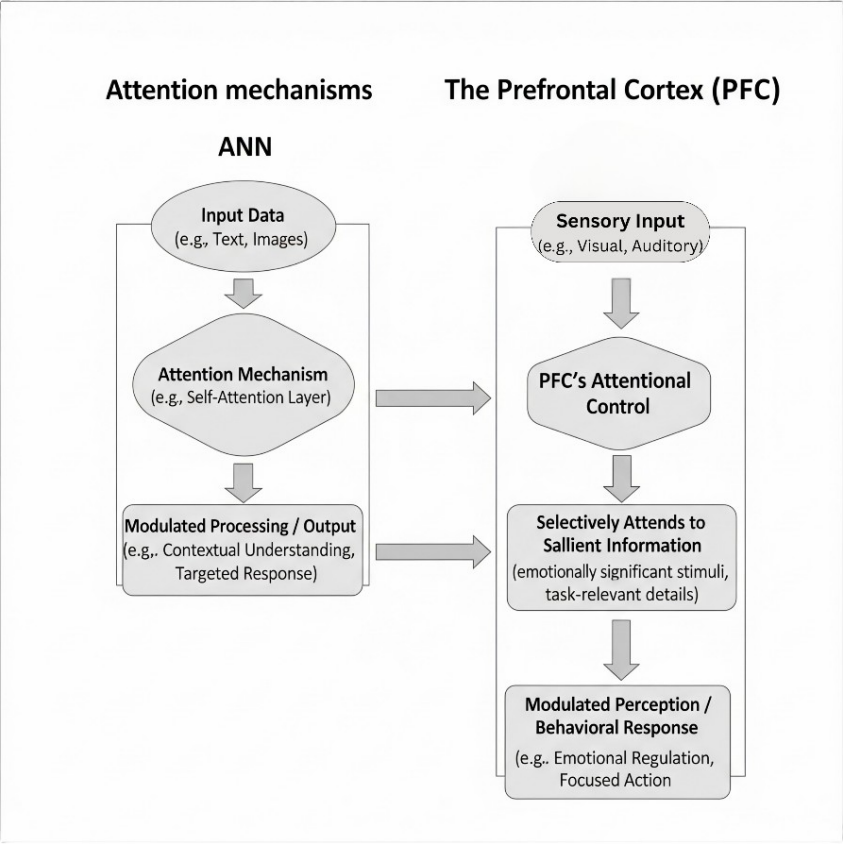 Attention mechanisms
ANN
Input Data
(e.g., Text, Images)
Attention Mechanism
(e.g., Self-Attention Layer)
Modulated Processing / Output
(e.g,. Contextual Understanding,
Targeted Response)
The Prefrontal Cortex (PFC)
Sensory Input
(e.g., Visual, Auditory)
PFC's Attentional
Control
Selectively Attends to
Sallient Information
(emotionally significant stimuli,
task-relevant details)
Modulated Perception /
Behavioral Response
(e.g.. Emotional Regulation,
Focused Action